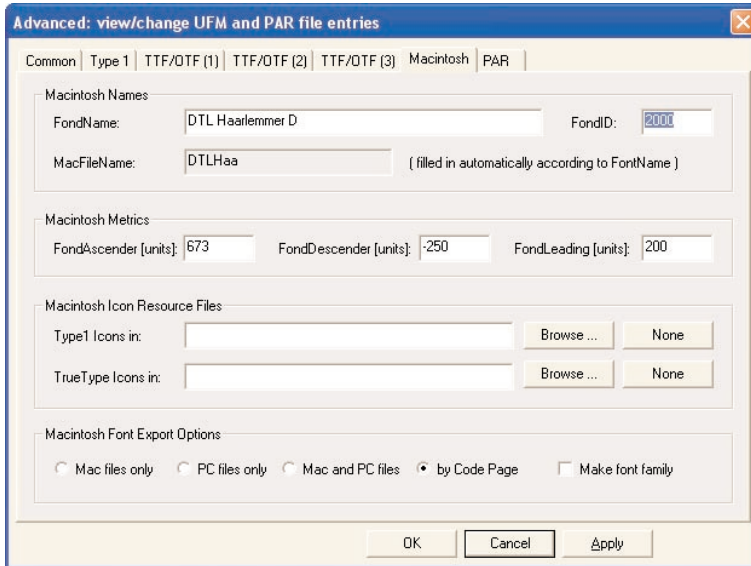 Advanced: view/change UFM and PAR file entries
Common Type 1 TTF/OTF (1) TTF/OTF (2) TTF/OTF (3) Macintosh PAR
Macintosh Names
FondName: DTL Haarlemmer D FondID: 2000
MacFileName: DTLHaa ( filled in automatically according to FontName )
Macintosh Metrics
FondAscender [units]: 673 FondDescender [units]: -250 FondLeading [units]: 200
Macintosh Icon Resource Files
Type1 Icons in: Browse ... None
TrueType Icons in: Browse ... None
Macintosh Font Export Options
Mac files only PC files only Mac and PC files by Code Page Make font family
OK Cancel Apply